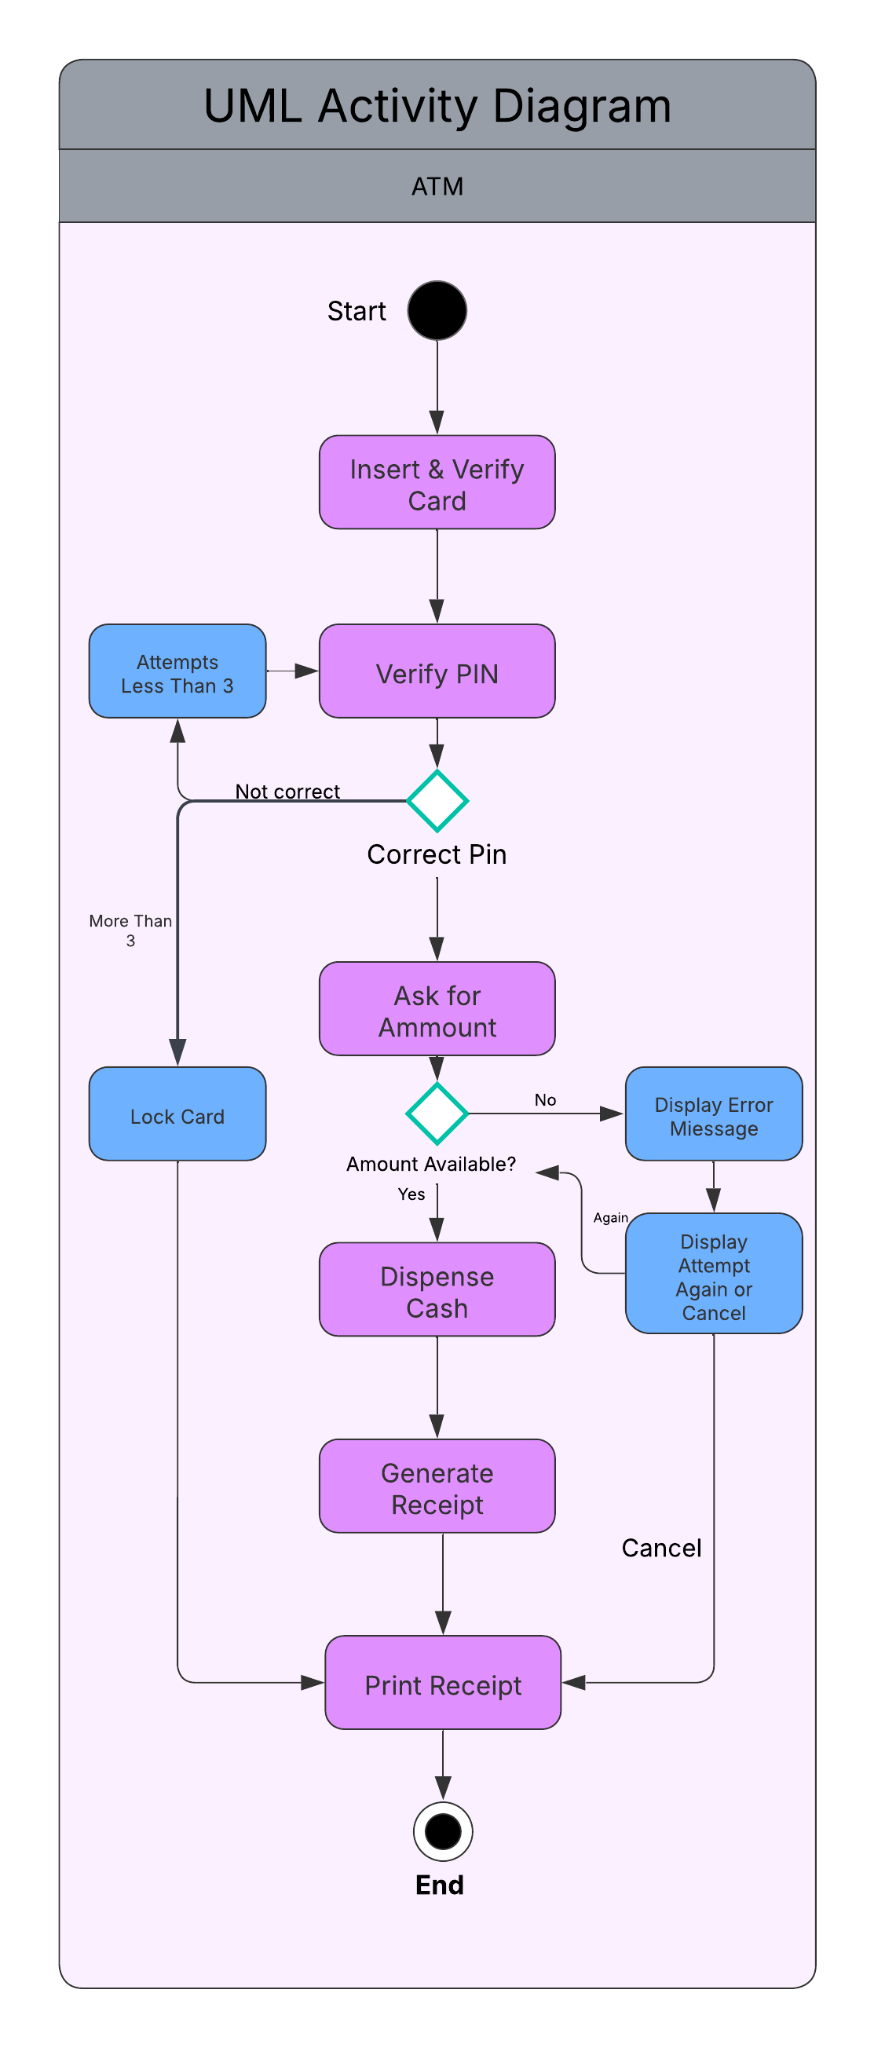 UML Activity Diagram
ATM
Start
Insert & Verify
Card
Attempts
Less Than 3
Verify PIN
Not correct
Correct Pin
More Than
3
Ask for
Ammount
Lock Card
No
Display Error
Miessage
Amount Available?
Yes
Again
Display
Attempt
Again or
Cancel
Dispense
Cash
Generate
Receipt
Cancel
Print Receipt
End